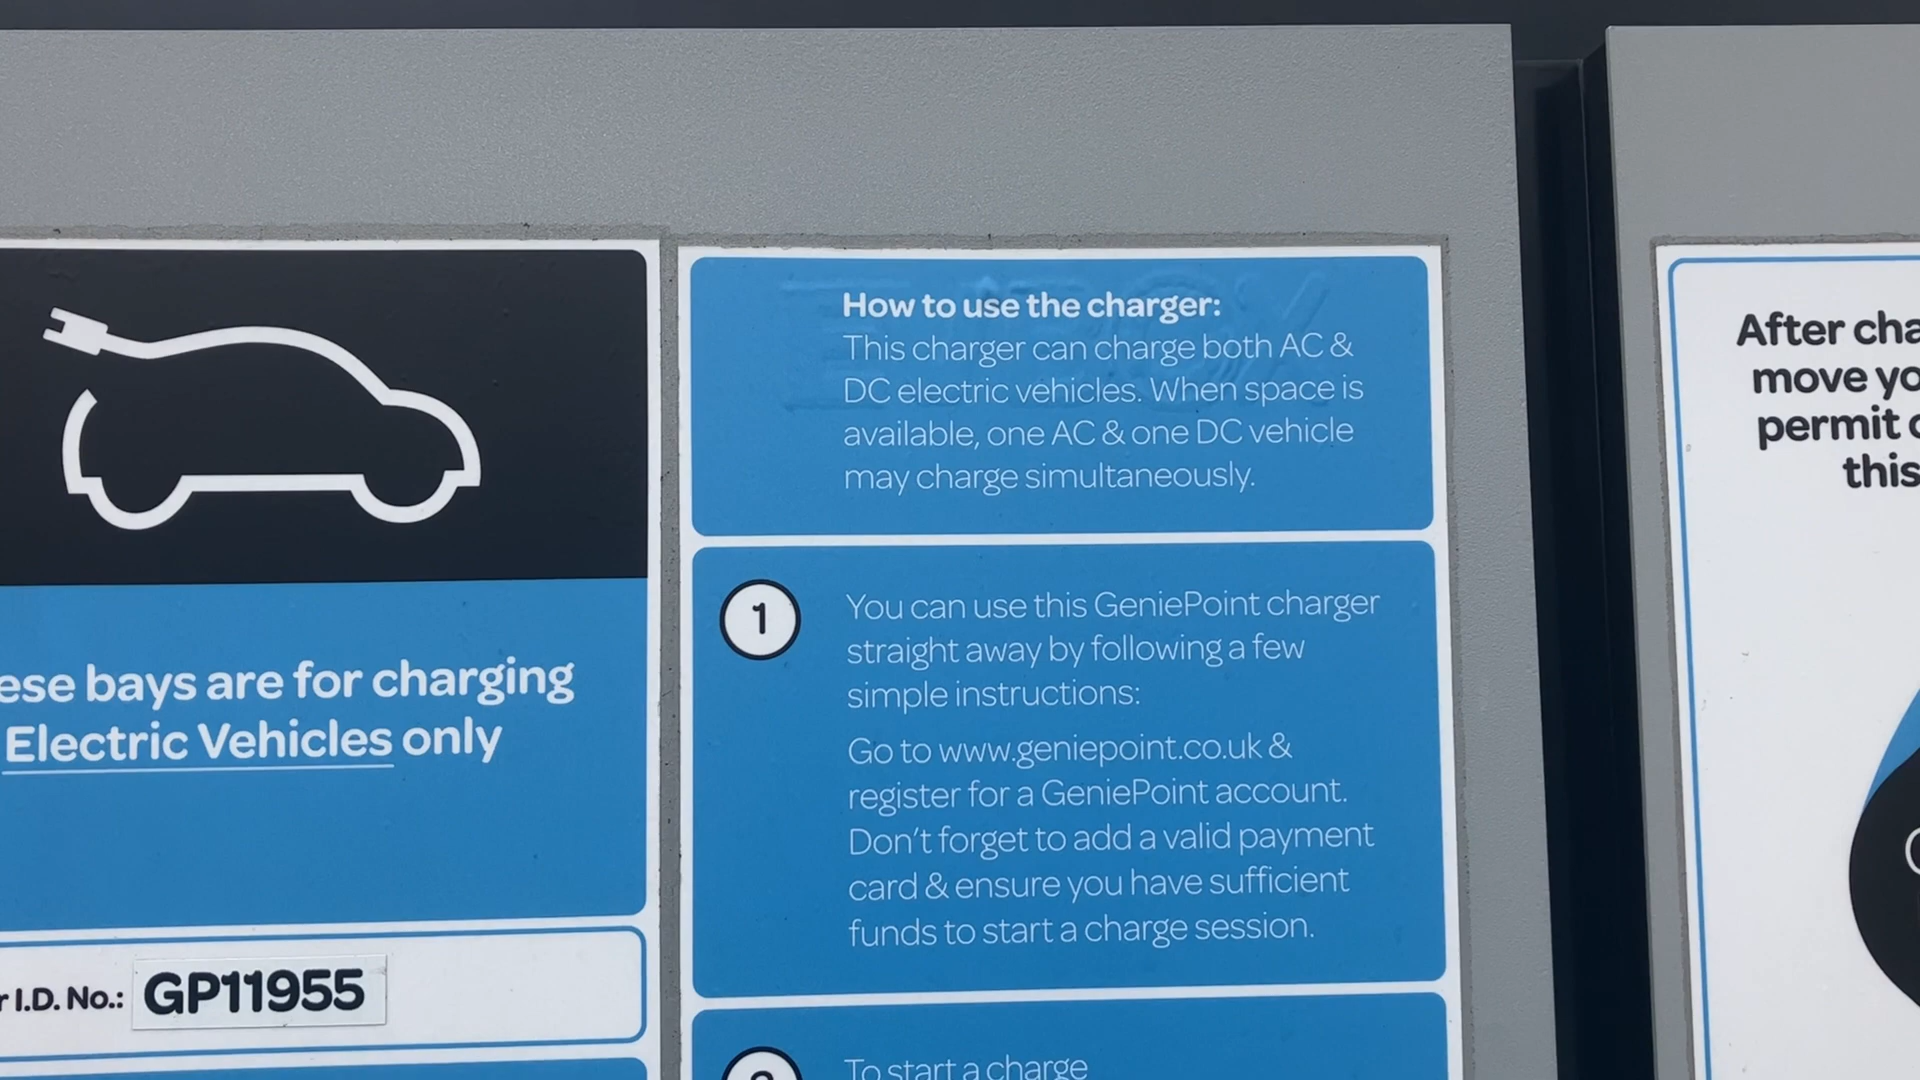 ese bays are for charging
Electric Vehicles only
r I.D. No.: GP11955
How to use the charger:
This charger can charge both AC &
DC electric vehicles. When space is
available, one AC & one DC vehicle
may charge simultaneously.
1
You can use this GeniePoint charger
straight away by following a few
simple instructions:
Go to www.geniepoint.co.uk &
register for a GeniePoint account.
Don't forget to add a valid payment
card & ensure you have sufficient
funds to start a charge session.
To start a charge
After cha
move yo
permit o
this